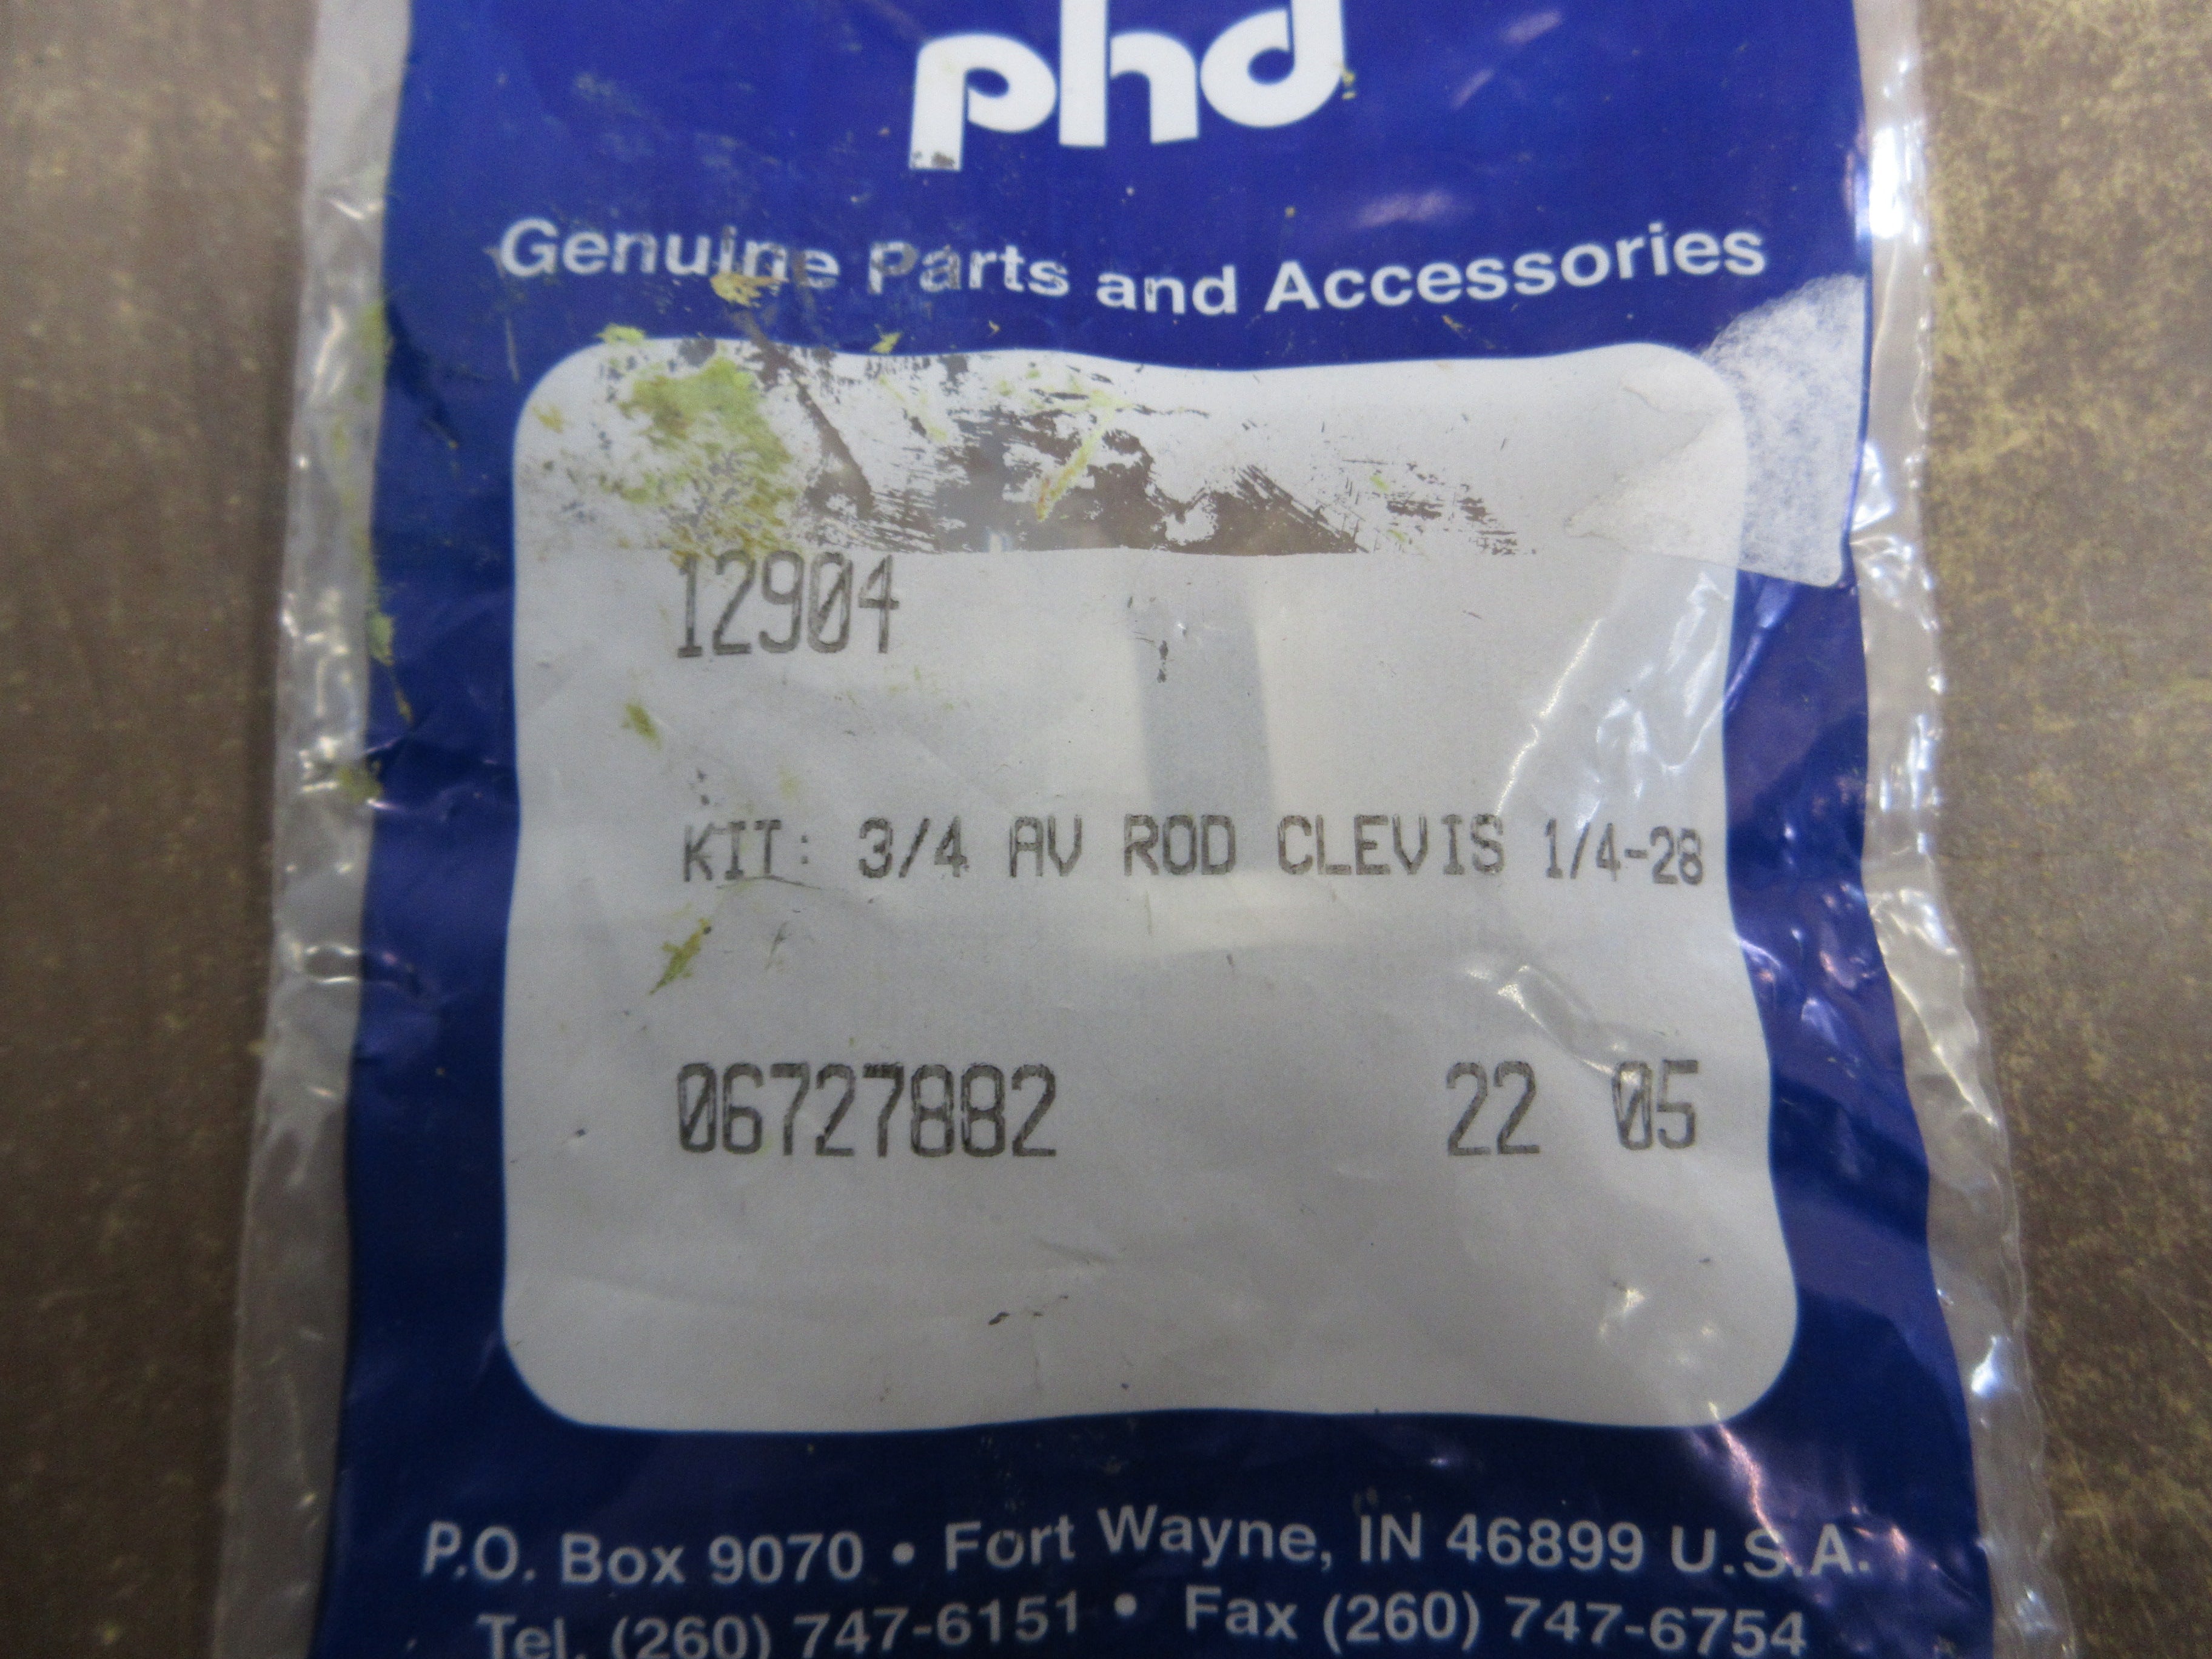 phd
Genuine Parts and Accessories
12904
KIT: 3/4 AV ROD CLEVIS 1/4-28
06727882 22 05
P.O. Box 9070 • Fort Wayne, IN 46899 U.S.A.
Tel. (260) 747-6151 • Fax (260) 747-6754